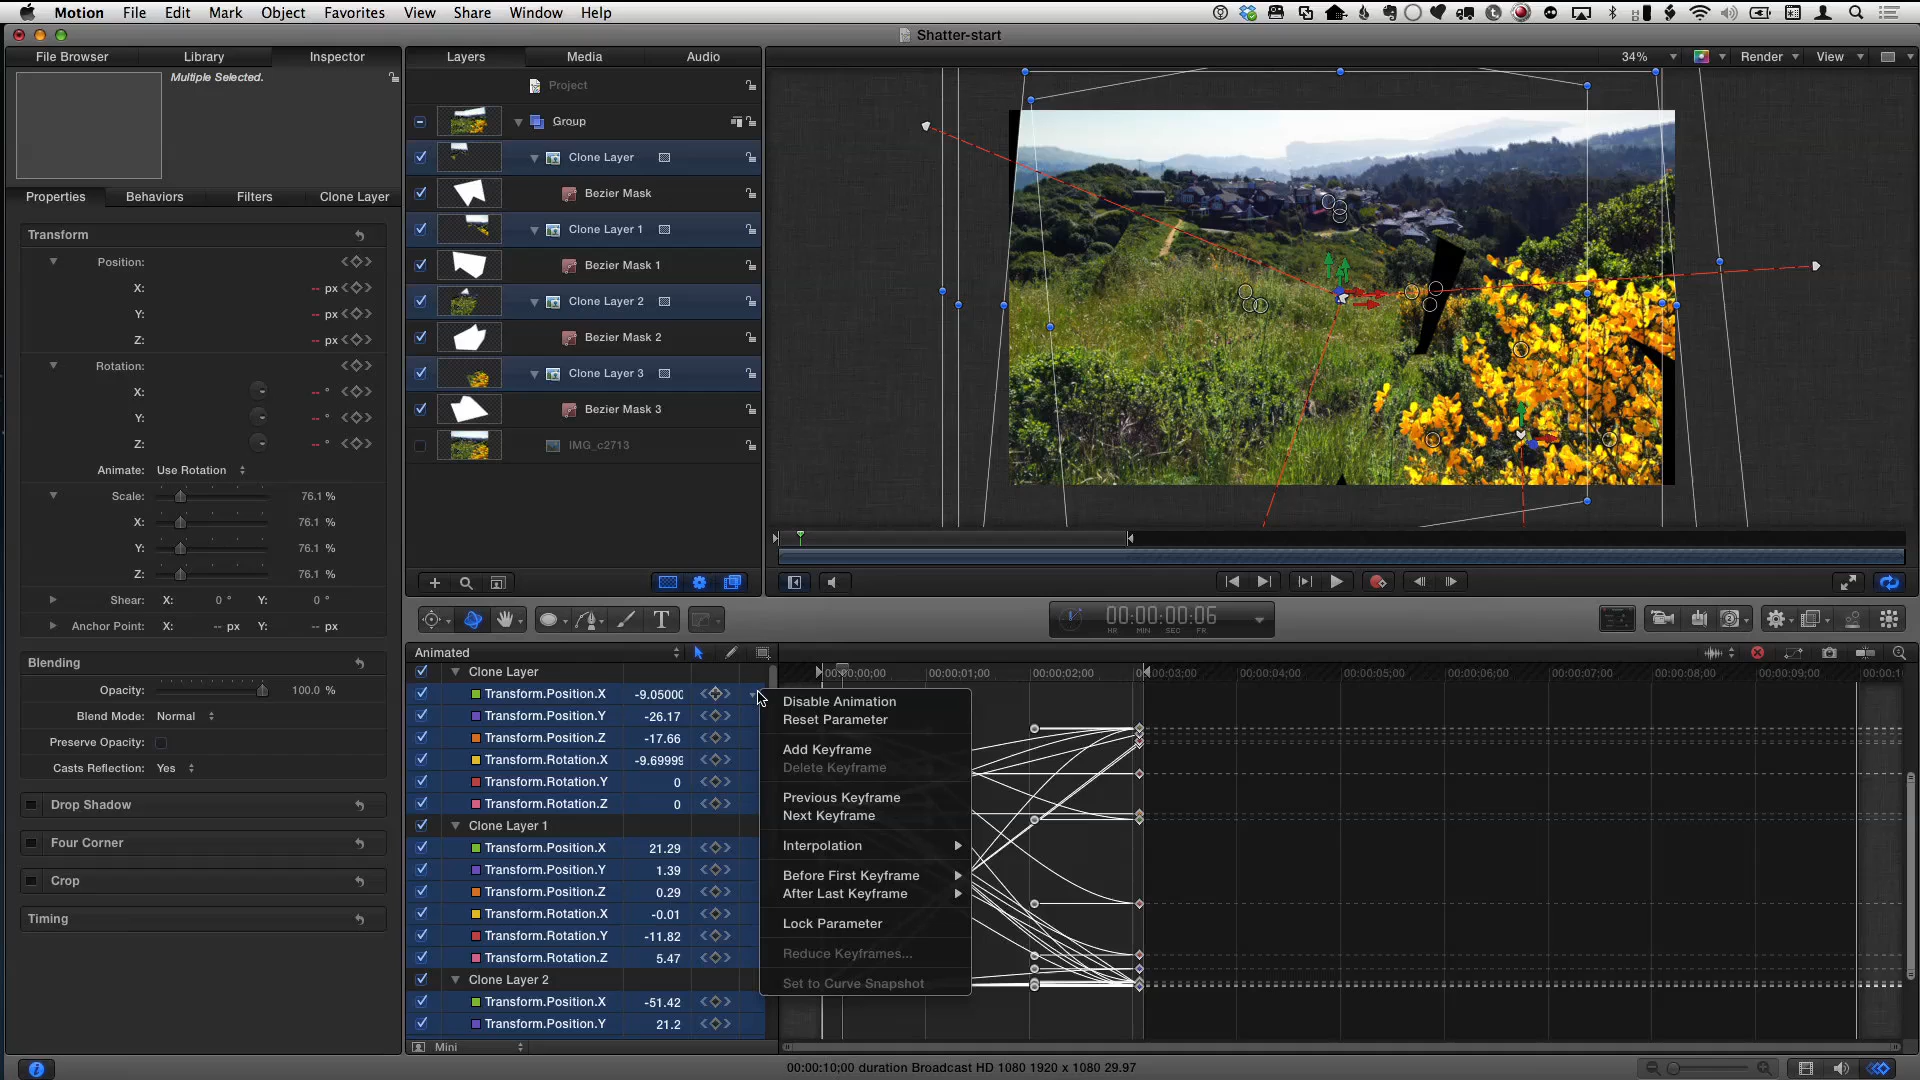 Motion File Edit Mark Object Favorites View Share Window Help
Shatter-start
File Browser Library Inspector
Multiple Selected.
Properties Behaviors Filters Clone Layer
Transform
Position:
X: -- px
Y: -- px
Z: -- px
Rotation:
X: -- °
Y: -- °
Z: -- °
Animate: Use Rotation
Scale: 76.1 %
X: 76.1 %
Y: 76.1 %
Z: 76.1 %
Shear: X: 0 ° Y: 0 °
Anchor Point: X: -- px Y: -- px
Blending
Opacity: 100.0 %
Blend Mode: Normal
Preserve Opacity:
Casts Reflection: Yes
Drop Shadow
Four Corner
Crop
Timing
Layers Media Audio
Project
Group
Clone Layer
Bezier Mask
Clone Layer 1
Bezier Mask 1
Clone Layer 2
Bezier Mask 2
Clone Layer 3
Bezier Mask 3
IMG_c2713
34% Render View
00:00:00:06
HR MIN SEC FR
Animated
Clone Layer
Transform.Position.X -9.0500
Transform.Position.Y -26.17
Transform.Position.Z -17.66
Transform.Rotation.X -9.6999
Transform.Rotation.Y 0
Transform.Rotation.Z 0
Clone Layer 1
Transform.Position.X 21.29
Transform.Position.Y 1.39
Transform.Position.Z 0.29
Transform.Rotation.X -0.01
Transform.Rotation.Y -11.82
Transform.Rotation.Z 5.47
Clone Layer 2
Transform.Position.X -51.42
Transform.Position.Y 21.2
Mini
00:00:00;00 00:00:01;00 00:00:02;00 00:00:03;00 00:00:04;00 00:00:05;00 00:00:06;00 00:00:07;00 00:00:08;00 00:00:09;00
Disable Animation
Reset Parameter
Add Keyframe
Delete Keyframe
Previous Keyframe
Next Keyframe
Interpolation
Before First Keyframe
After Last Keyframe
Lock Parameter
Reduce Keyframes...
Set to Curve Snapshot
00:00:10;00 duration Broadcast HD 1080 1920 x 1080 29.97